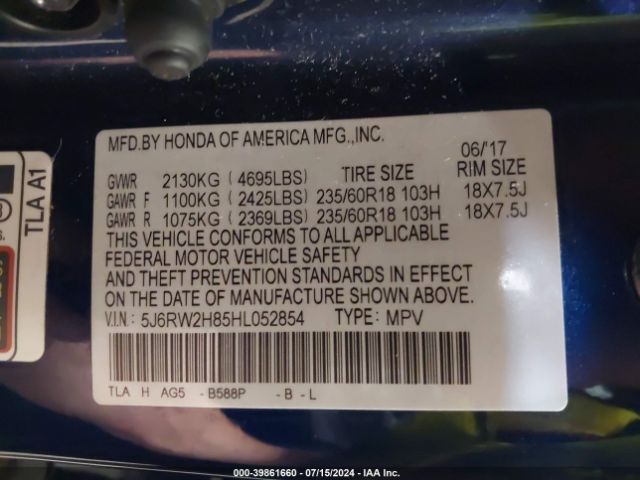 MFD.BY HONDA OF AMERICA MFG.,INC.
06/'17
GVWR 2130KG (4695LBS) TIRE SIZE RIM SIZE
GAWR F 1100KG (2425LBS) 235/60R18 103H 18X7.5J
GAWR R 1075KG (2369LBS) 235/60R18 103H 18X7.5J
THIS VEHICLE CONFORMS TO ALL APPLICABLE
FEDERAL MOTOR VEHICLE SAFETY
AND THEFT PREVENTION STANDARDS IN EFFECT
ON THE DATE OF MANUFACTURE SHOWN ABOVE.
V.I.N.: 5J6RW2H85HL052854 TYPE: MPV
TLA H AG5 - B588P - B - L
TLA A1
000-39861660 - 07/15/2024 - IAA Inc.